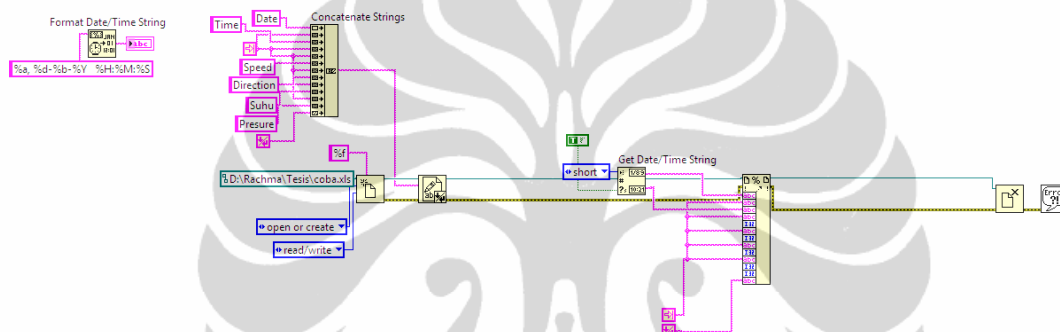 Format Date/Time String
abc
%a, %d-%b-%Y %H:%M:%S
Concatenate Strings
Time
Date
Speed
Direction
Suhu
Presure
%f
D:\Rachma\Tesis\coba.xls
open or create
read/write
T
short
Get Date/Time String